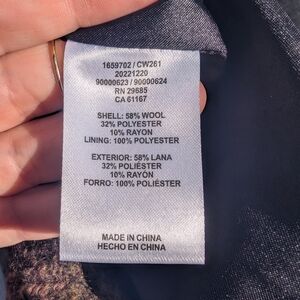 1659702 / CW261
20221220
90000623 / 90000624
RN 29685
CA 61167
SHELL: 58% WOOL
32% POLYESTER
10% RAYON
LINING: 100% POLYESTER
EXTERIOR: 58% LANA
32% POLIÉSTER
10% RAYON
FORRO: 100% POLIÉSTER
MADE IN CHINA
HECHO EN CHINA